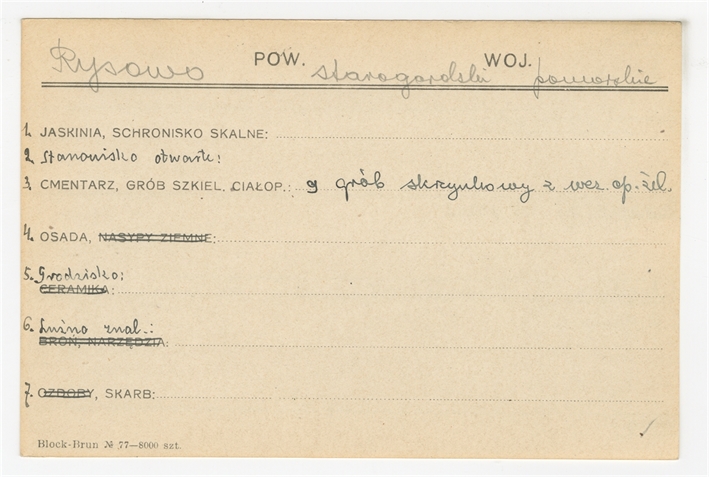 Rysowo POW. starogardzki WOJ. pomorskie
1. JASKINIA, SCHRONISKO SKALNE:
2. Stanowisko otwarte:
3. CMENTARZ, GRÓB SZKIEL. CIAŁOP.: g grób skrzynkowy z wcz. ep. żel.
4. OSADA, NASYPY ZIEMNE:
5. Grodzisko:
CERAMIKA:
6. Luźno znal.:
BROŃ, NARZĘDZIA:
7. OZDOBY, SKARB:
Block-Brun № 77—8000 szt.